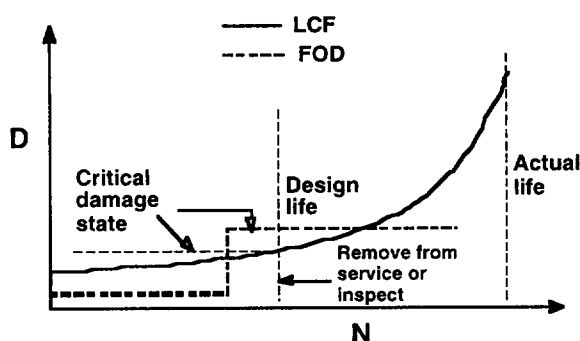 LCF
FOD
D
Critical
damage
state
Design
life
Actual
life
Remove from
service or
inspect
N